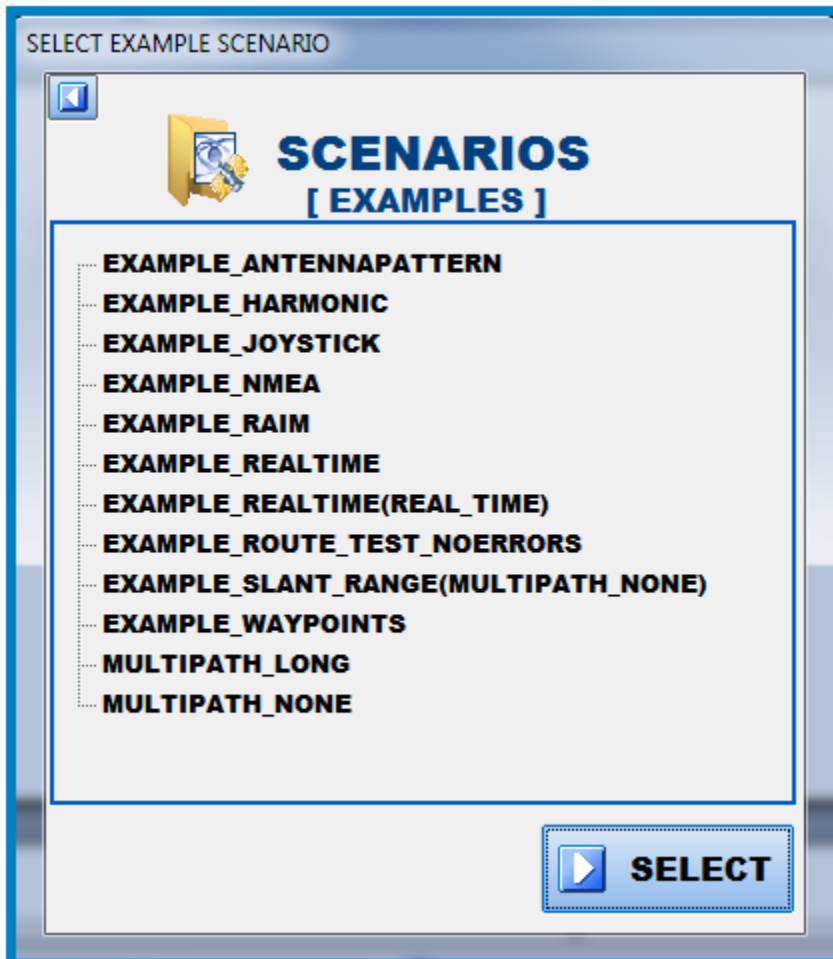 SELECT EXAMPLE SCENARIO
SCENARIOS
[ EXAMPLES ]
EXAMPLE_ANTENNAPATTERN
EXAMPLE_HARMONIC
EXAMPLE_JOYSTICK
EXAMPLE_NMEA
EXAMPLE_RAIM
EXAMPLE_REALTIME
EXAMPLE_REALTIME(REAL_TIME)
EXAMPLE_ROUTE_TEST_NOERRORS
EXAMPLE_SLANT_RANGE(MULTIPATH_NONE)
EXAMPLE_WAYPOINTS
MULTIPATH_LONG
MULTIPATH_NONE
SELECT